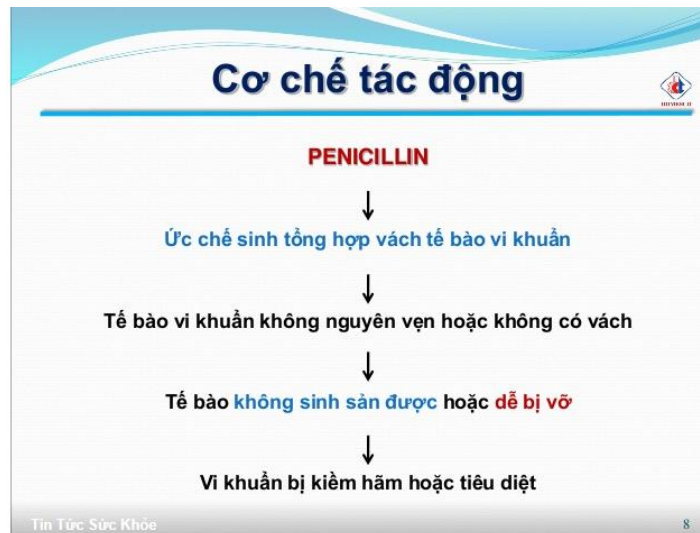 Cơ chế tác động
PENICILLIN
Ức chế sinh tổng hợp vách tế bào vi khuẩn
Tế bào vi khuẩn không nguyên vẹn hoặc không có vách
Tế bào không sinh sản được hoặc dễ bị vỡ
Vi khuẩn bị kiềm hãm hoặc tiêu diệt
Tin Tức Sức Khỏe
8